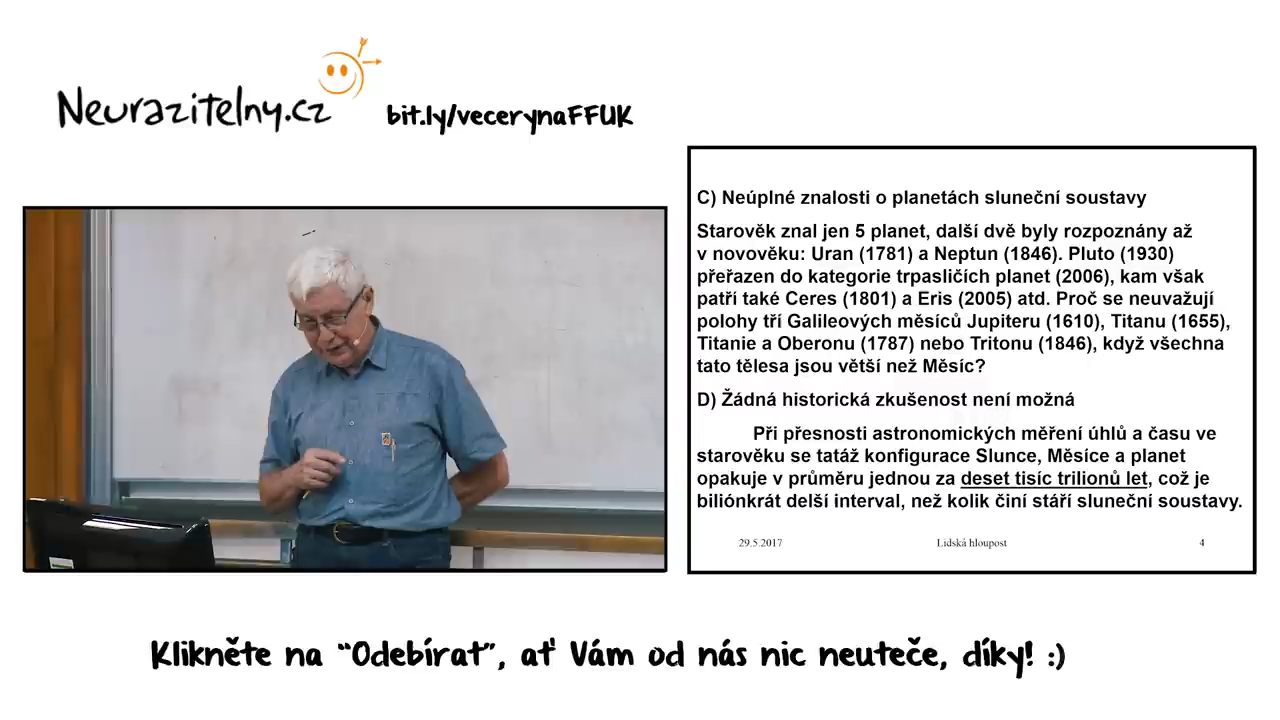 Neurazitelny.cz
bit.ly/vecerynaFFUK
C) Neúplné znalosti o planetách sluneční soustavy
Starověk znal jen 5 planet, další dvě byly rozpoznány až
v novověku: Uran (1781) a Neptun (1846). Pluto (1930)
přeřazen do kategorie trpasličích planet (2006), kam však
patří také Ceres (1801) a Eris (2005) atd. Proč se neuvažují
polohy tří Galileových měsíců Jupiteru (1610), Titanu (1655),
Titanie a Oberonu (1787) nebo Tritonu (1846), když všechna
tato tělesa jsou větší než Měsíc?
D) Žádná historická zkušenost není možná
Při přesnosti astronomických měření úhlů a času ve
starověku se tatáž konfigurace Slunce, Měsíce a planet
opakuje v průměru jednou za deset tisíc trilionů let, což je
biliónkrát delší interval, než kolik činí stáří sluneční soustavy.
29.5.2017 Lidská hloupost 4
Klikněte na "Odebírat", ať Vám od nás nic neuteče, díky! :)